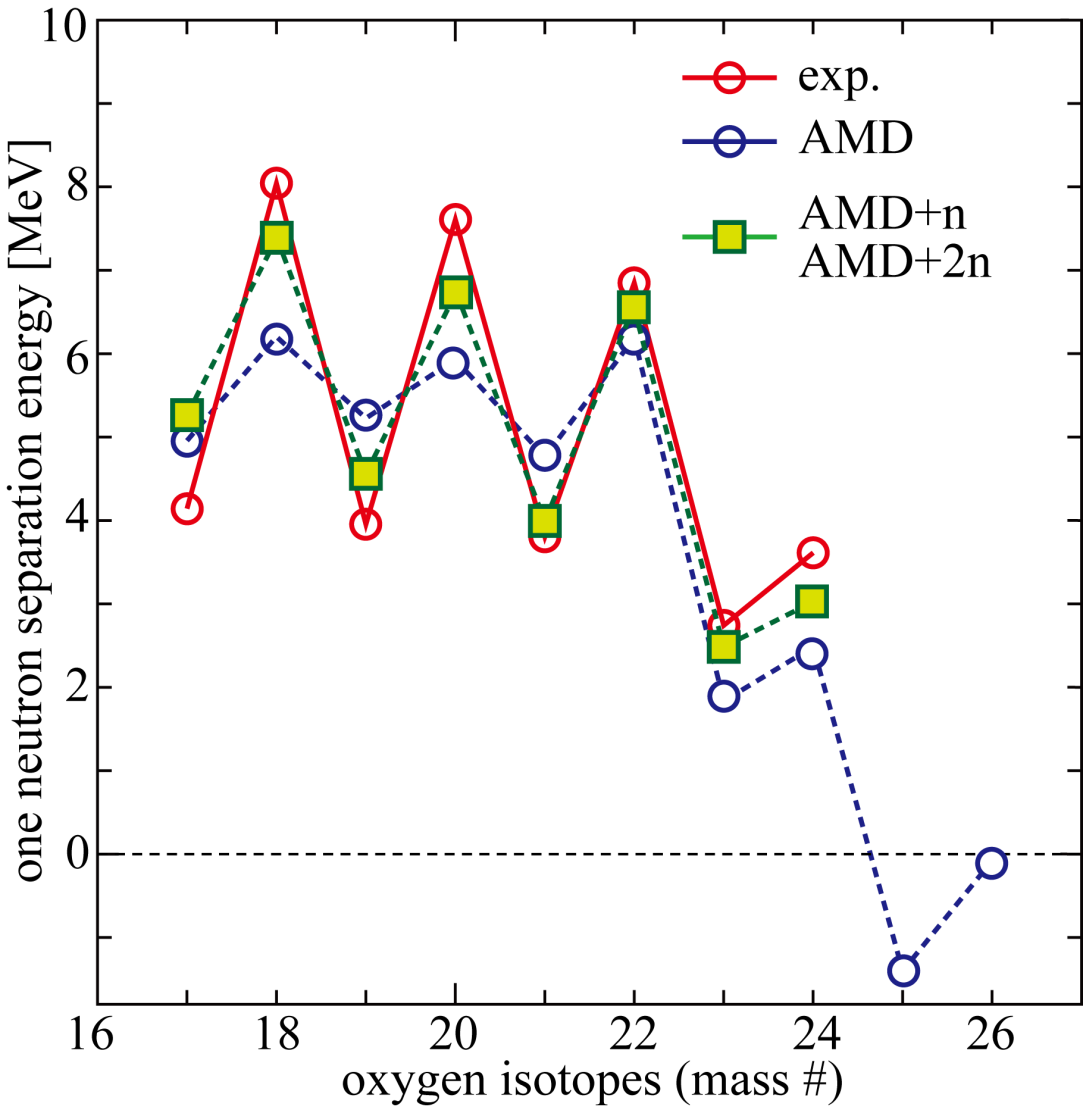 one neutron separation energy [MeV]
10
8
6
4
2
0
exp.
AMD
AMD+n
AMD+2n
16 18 20 22 24 26
oxygen isotopes (mass #)